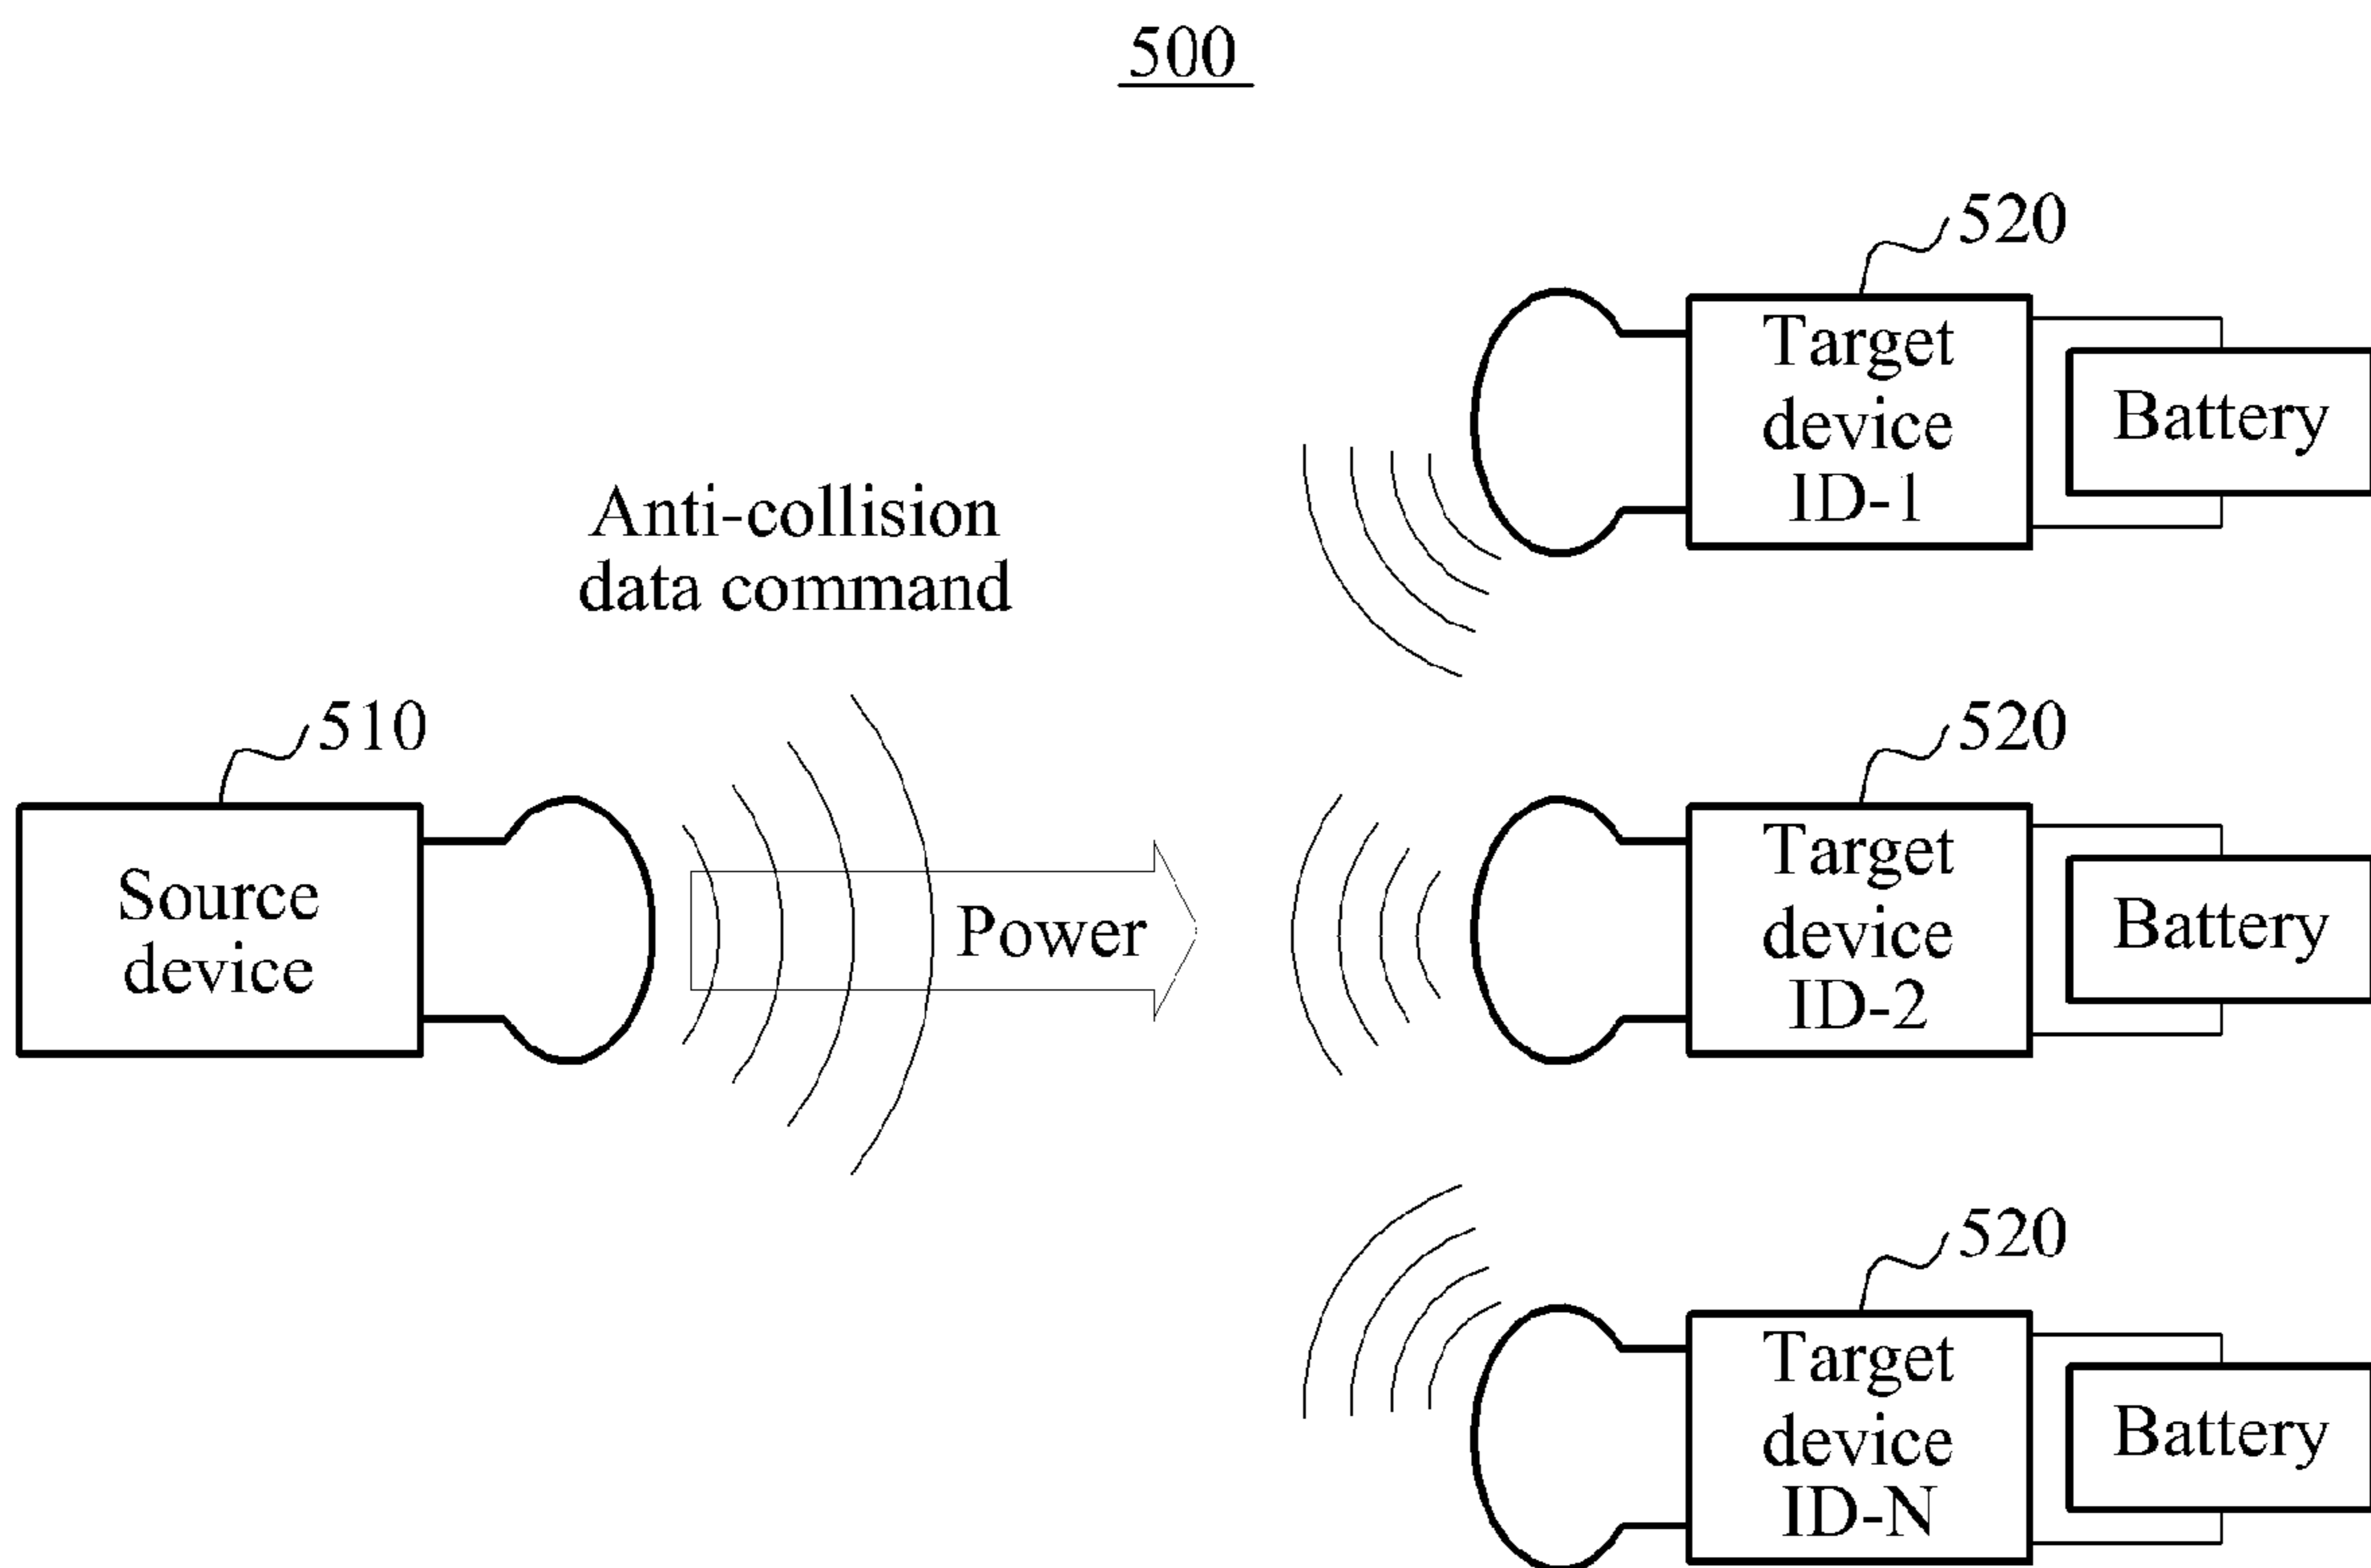 500
520
Target
device
ID-1
Battery
Anti-collision
data command
510
Source
device
Power
520
Target
device
ID-2
Battery
520
Target
device
ID-N
Battery